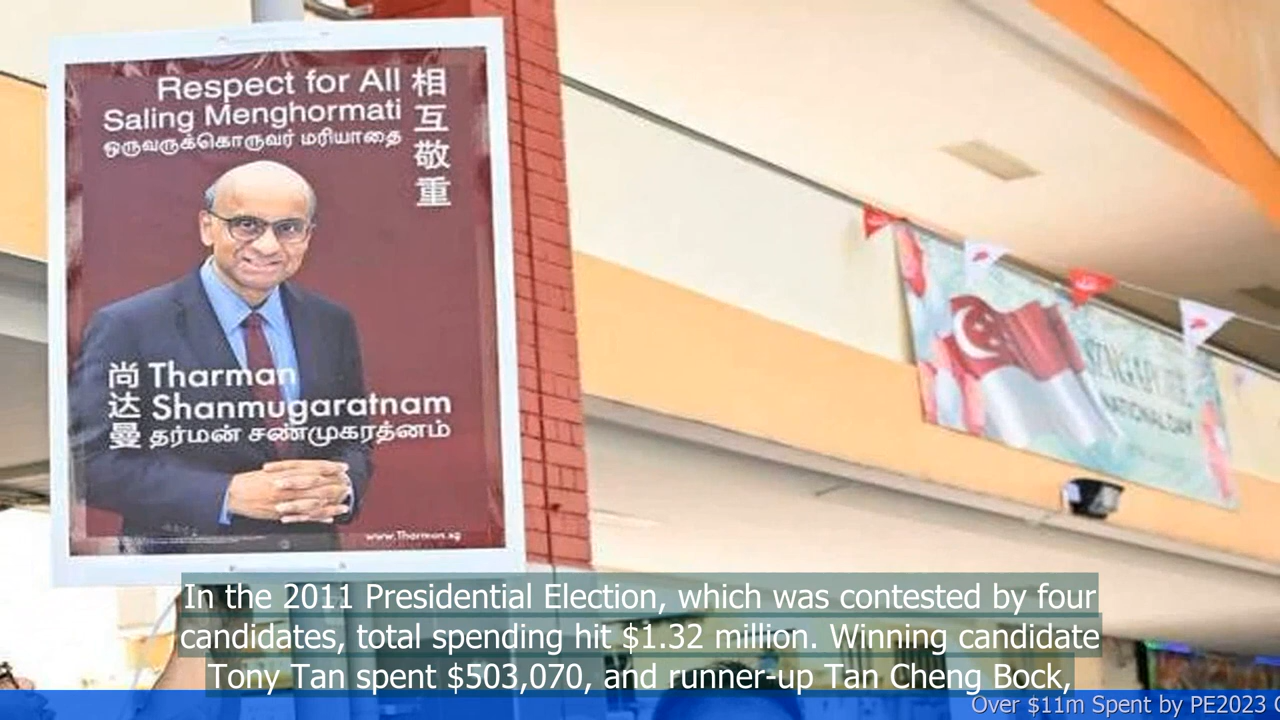 Respect for All
Saling Menghormati
ஒருவருக்கொருவர் மரியாதை
相互敬重
尚达曼
Tharman
Shanmugaratnam
தர்மன் சண்முகரத்னம்
www.Tharman.sg
NATIONAL DAY
In the 2011 Presidential Election, which was contested by four
candidates, total spending hit $1.32 million. Winning candidate
Tony Tan spent $503,070, and runner-up Tan Cheng Bock,
Over $11m Spent by PE2023